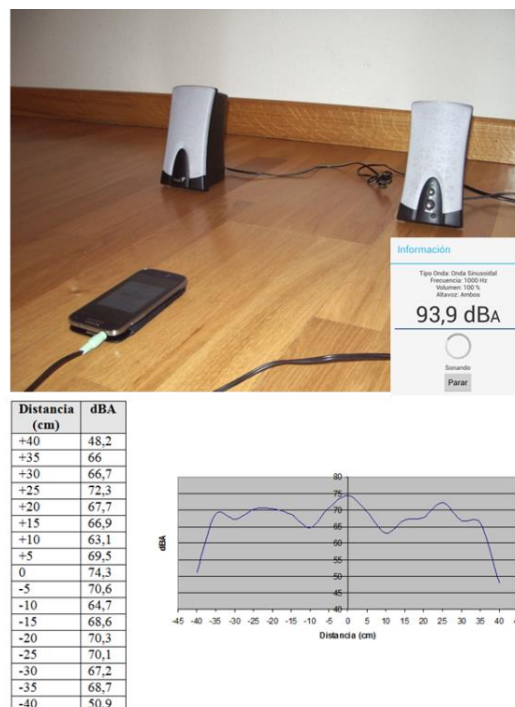 Información
Tipo Onda: Onda Sinusoidal
Frecuencia: 1000 Hz
Volumen: 100 %
Altavoz: Ambos
93,9 dBA
Sonando
Parar
Distancia (cm) dBA
+40 48,2
+35 66
+30 66,7
+25 72,3
+20 67,7
+15 66,9
+10 63,1
+5 69,5
0 74,3
-5 70,6
-10 64,7
-15 68,6
-20 70,3
-25 70,1
-30 67,2
-35 68,7
-40 50,9
80
75
70
65
60
55
50
45
40
dBA
-45 -40 -35 -30 -25 -20 -15 -10 -5 0 5 10 15 20 25 30 35 40
Distancia (cm)